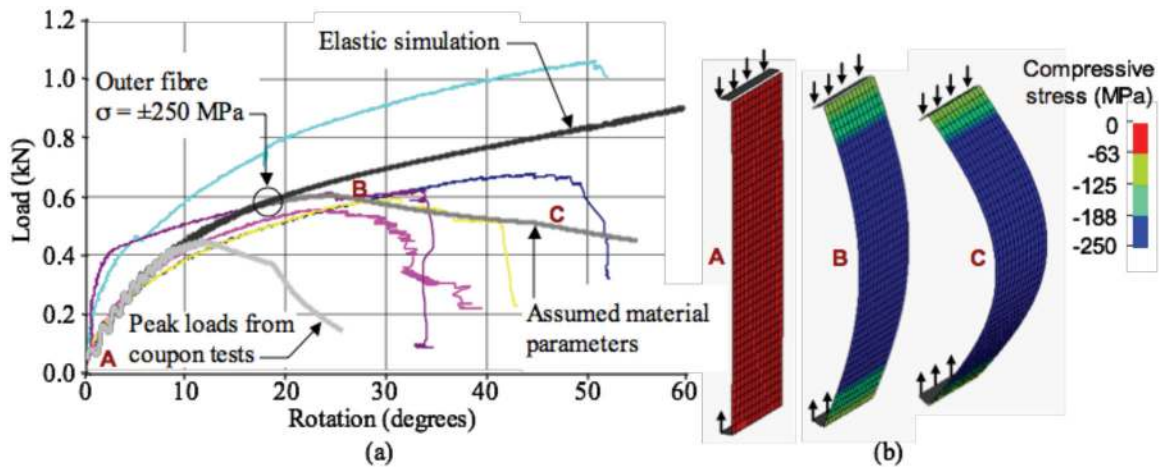 1.2
1.0
0.8
0.6
0.4
0.2
0.0
Load (kN)
Elastic simulation
Outer fibre
σ = ±250 MPa
B
C
A
Peak loads from
coupon tests
Assumed material
parameters
0
10
20
30
40
50
60
Rotation (degrees)
(a)
A
B
C
Compressive
stress (MPa)
0
-63
-125
-188
-250
(b)